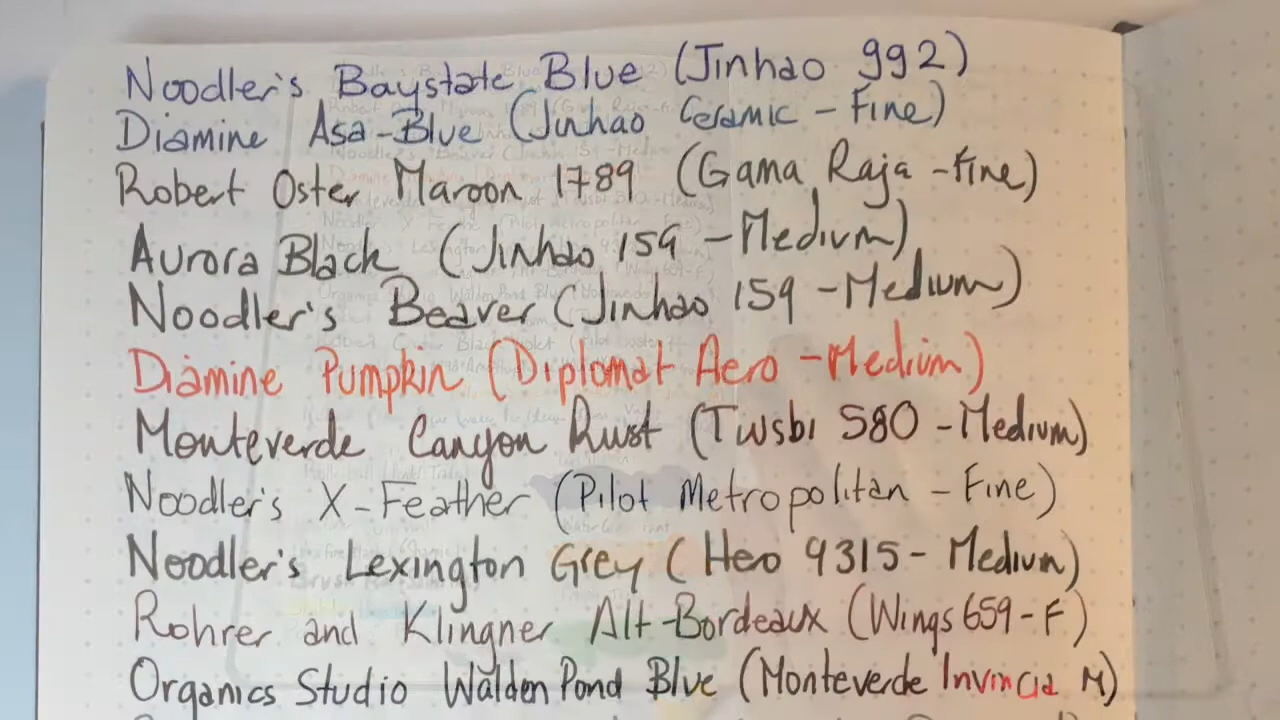 Noodler's Baystate Blue (Jinhao 992)
Diamine Asa-Blue (Jinhao Ceramic - Fine)
Robert Oster Maroon 1789 (Gama Raja - Fine)
Aurora Black (Jinhao 159 - Medium)
Noodler's Beaver (Jinhao 159 - Medium)
Diamine Pumpkin (Diplomat Aero - Medium)
Monteverde Canyon Rust (Twsbi 580 - Medium)
Noodler's X-Feather (Pilot Metropolitan - Fine)
Noodler's Lexington Grey (Hero 9315 - Medium)
Rohrer and Klingner Alt-Bordeaux (Wings 659 - F)
Organics Studio Walden Pond Blue (Monteverde Invincia M)